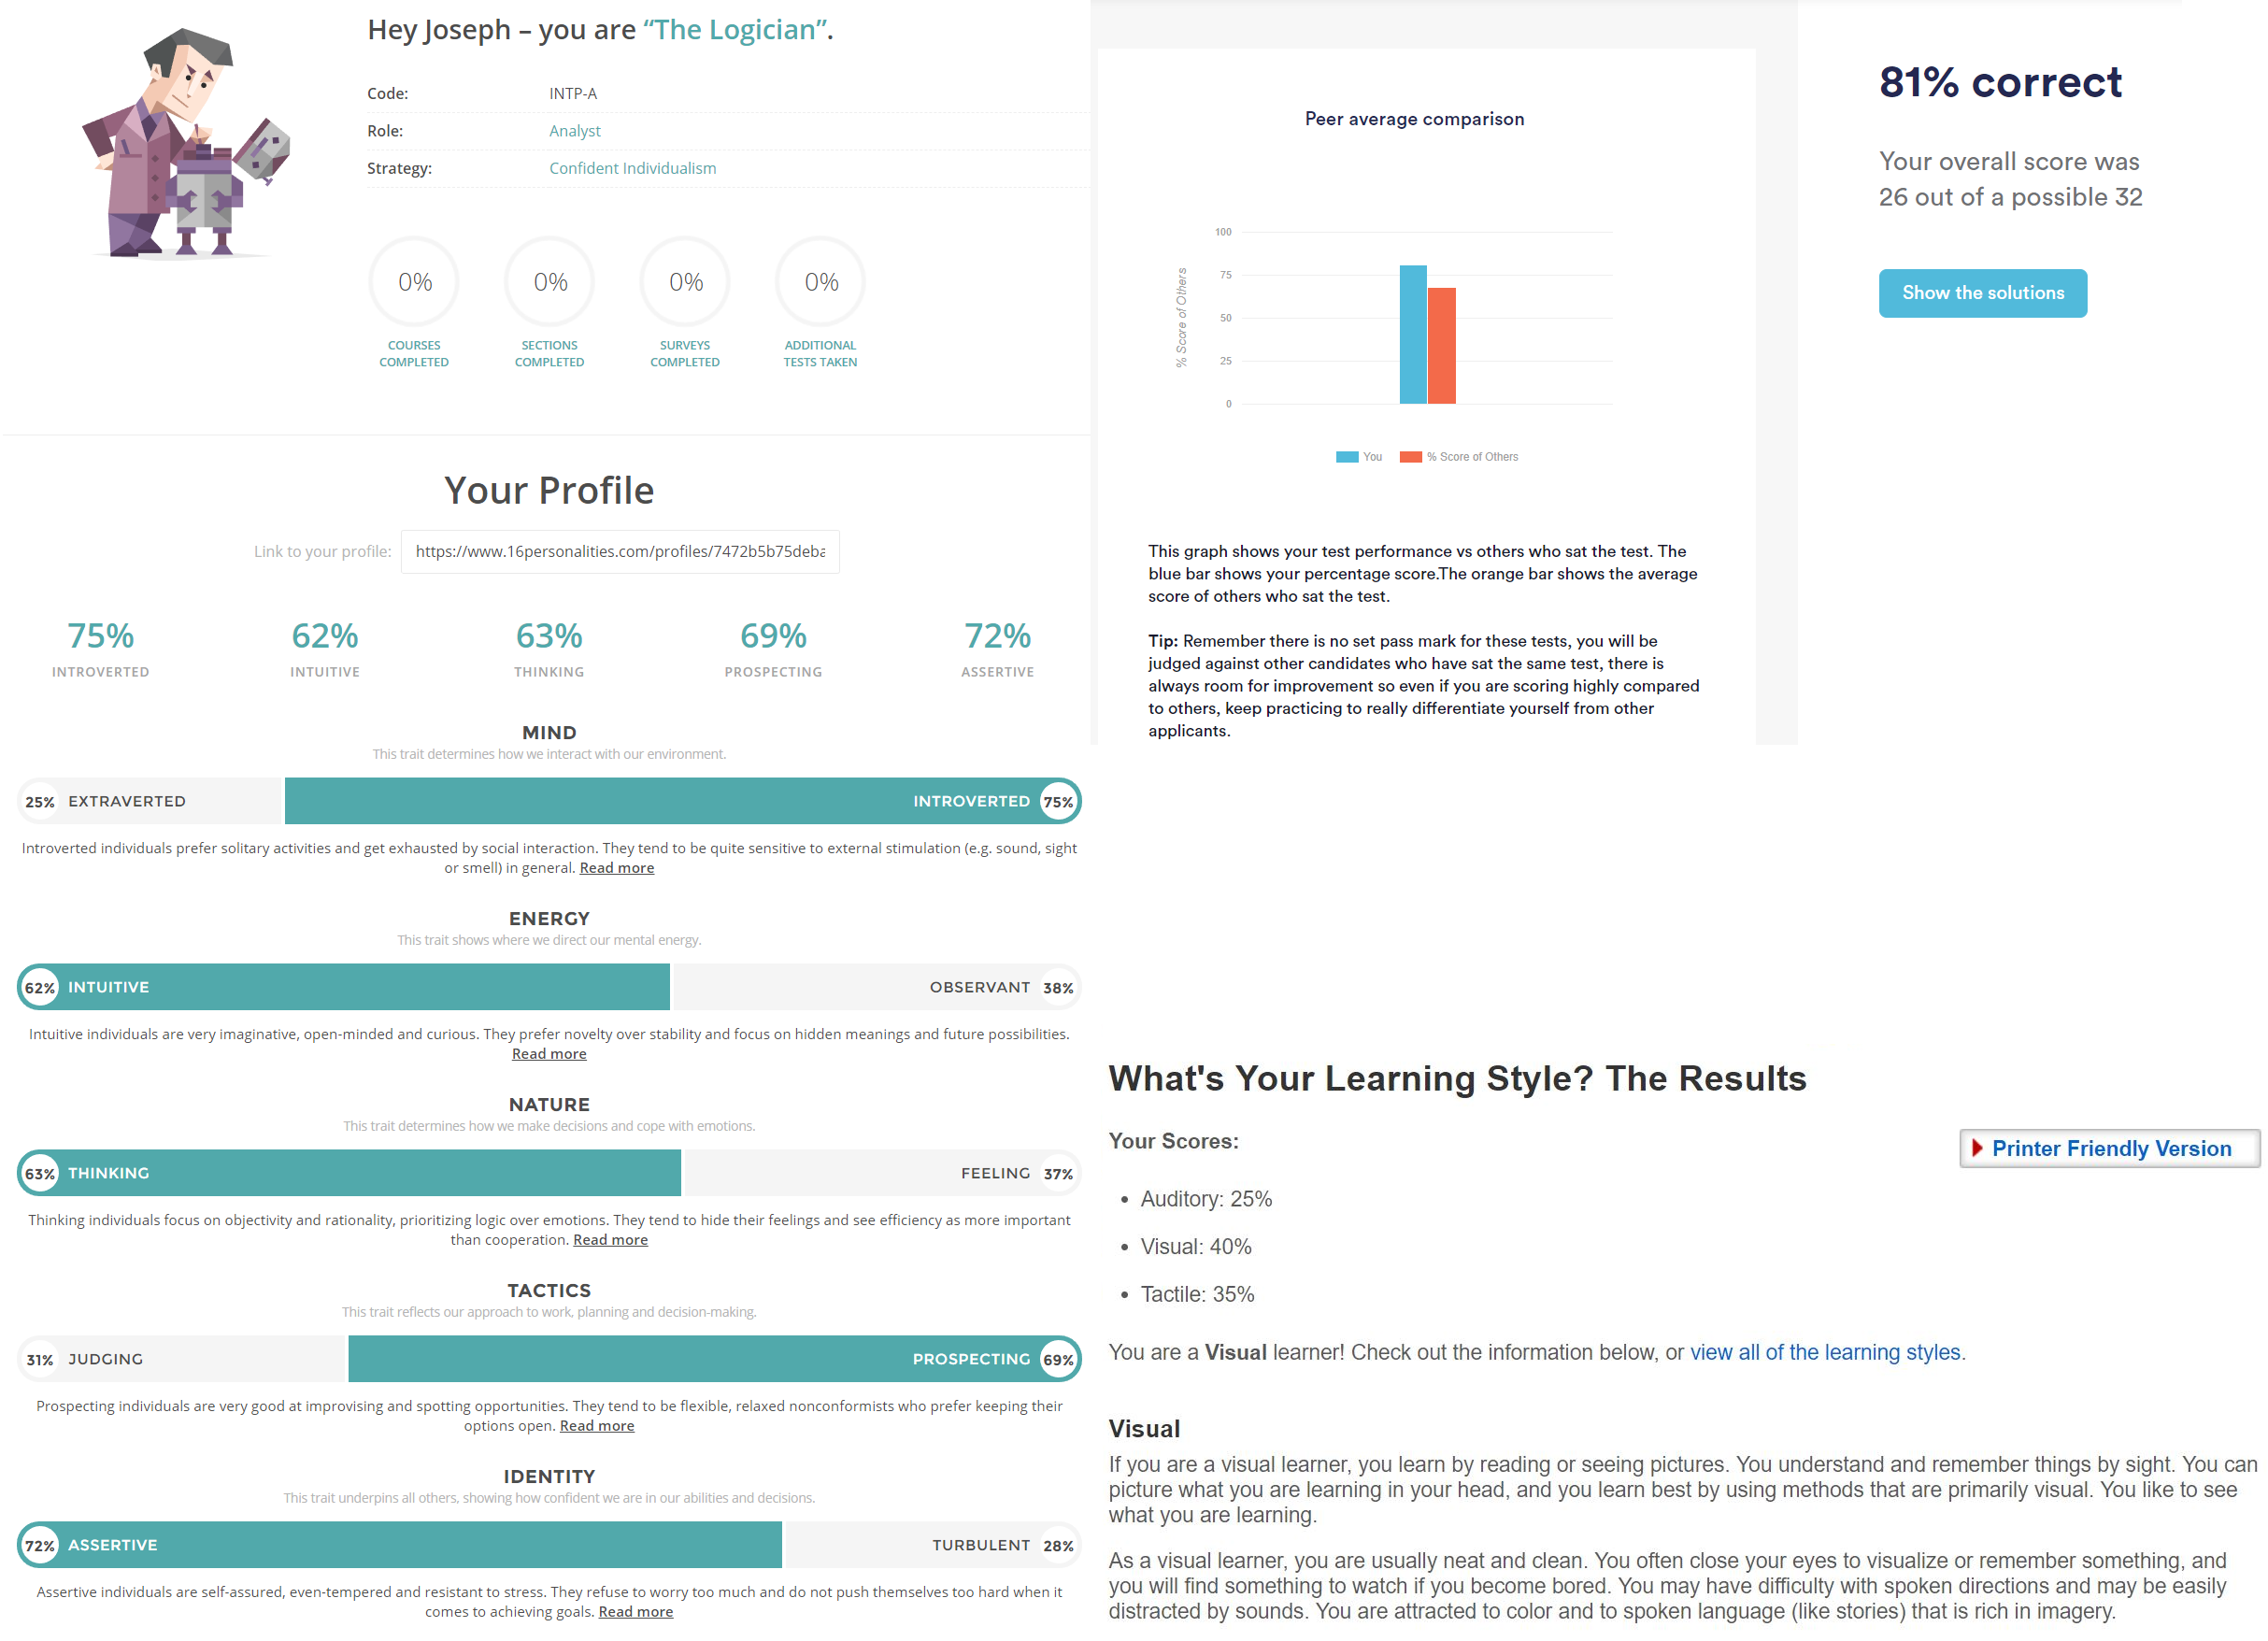 Hey Joseph – you are “The Logician”.
Code: INTP-A
Role: Analyst
Strategy: Confident Individualism
0% 0% 0% 0%
COURSES COMPLETED
SECTIONS COMPLETED
SURVEYS COMPLETED
ADDITIONAL TESTS TAKEN
Your Profile
Link to your profile: https://www.16personalities.com/profiles/7472b5b75deba
75% 62% 63% 69% 72%
INTROVERTED INTUITIVE THINKING PROSPECTING ASSERTIVE
MIND
This trait determines how we interact with our environment.
25% EXTRAVERTED INTROVERTED 75%
Introverted individuals prefer solitary activities and get exhausted by social interaction. They tend to be quite sensitive to external stimulation (e.g. sound, sight
or smell) in general. Read more
ENERGY
This trait shows where we direct our mental energy.
62% INTUITIVE OBSERVANT 38%
Intuitive individuals are very imaginative, open-minded and curious. They prefer novelty over stability and focus on hidden meanings and future possibilities.
Read more
NATURE
This trait determines how we make decisions and cope with emotions.
63% THINKING FEELING 37%
Thinking individuals focus on objectivity and rationality, prioritizing logic over emotions. They tend to hide their feelings and see efficiency as more important
than cooperation. Read more
TACTICS
This trait reflects our approach to work, planning and decision-making.
31% JUDGING PROSPECTING 69%
Prospecting individuals are very good at improvising and spotting opportunities. They tend to be flexible, relaxed nonconformists who prefer keeping their
options open. Read more
IDENTITY
This trait underpins all others, showing how confident we are in our abilities and decisions.
72% ASSERTIVE TURBULENT 28%
Assertive individuals are self-assured, even-tempered and resistant to stress. They refuse to worry too much and do not push themselves too hard when it
comes to achieving goals. Read more
Peer average comparison
% Score of Others
100
75
50
25
0
You % Score of Others
This graph shows your test performance vs others who sat the test. The
blue bar shows your percentage score.The orange bar shows the average
score of others who sat the test.
Tip: Remember there is no set pass mark for these tests, you will be
judged against other candidates who have sat the same test, there is
always room for improvement so even if you are scoring highly compared
to others, keep practicing to really differentiate yourself from other
applicants.
81% correct
Your overall score was
26 out of a possible 32
Show the solutions
What's Your Learning Style? The Results
Your Scores:
Printer Friendly Version
• Auditory: 25%
• Visual: 40%
• Tactile: 35%
You are a Visual learner! Check out the information below, or view all of the learning styles.
Visual
If you are a visual learner, you learn by reading or seeing pictures. You understand and remember things by sight. You can
picture what you are learning in your head, and you learn best by using methods that are primarily visual. You like to see
what you are learning.
As a visual learner, you are usually neat and clean. You often close your eyes to visualize or remember something, and
you will find something to watch if you become bored. You may have difficulty with spoken directions and may be easily
distracted by sounds. You are attracted to color and to spoken language (like stories) that is rich in imagery.